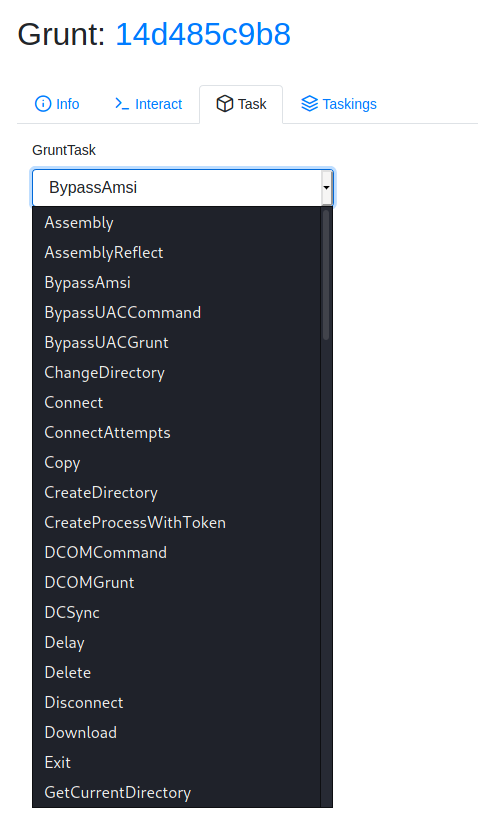 Grunt: 14d485c9b8
Info Interact Task Taskings
GruntTask
BypassAmsi
Assembly
AssemblyReflect
BypassAmsi
BypassUACCommand
BypassUACGrunt
ChangeDirectory
Connect
ConnectAttempts
Copy
CreateDirectory
CreateProcessWithToken
DCOMCommand
DCOMGrunt
DCSync
Delay
Delete
Disconnect
Download
Exit
GetCurrentDirectory